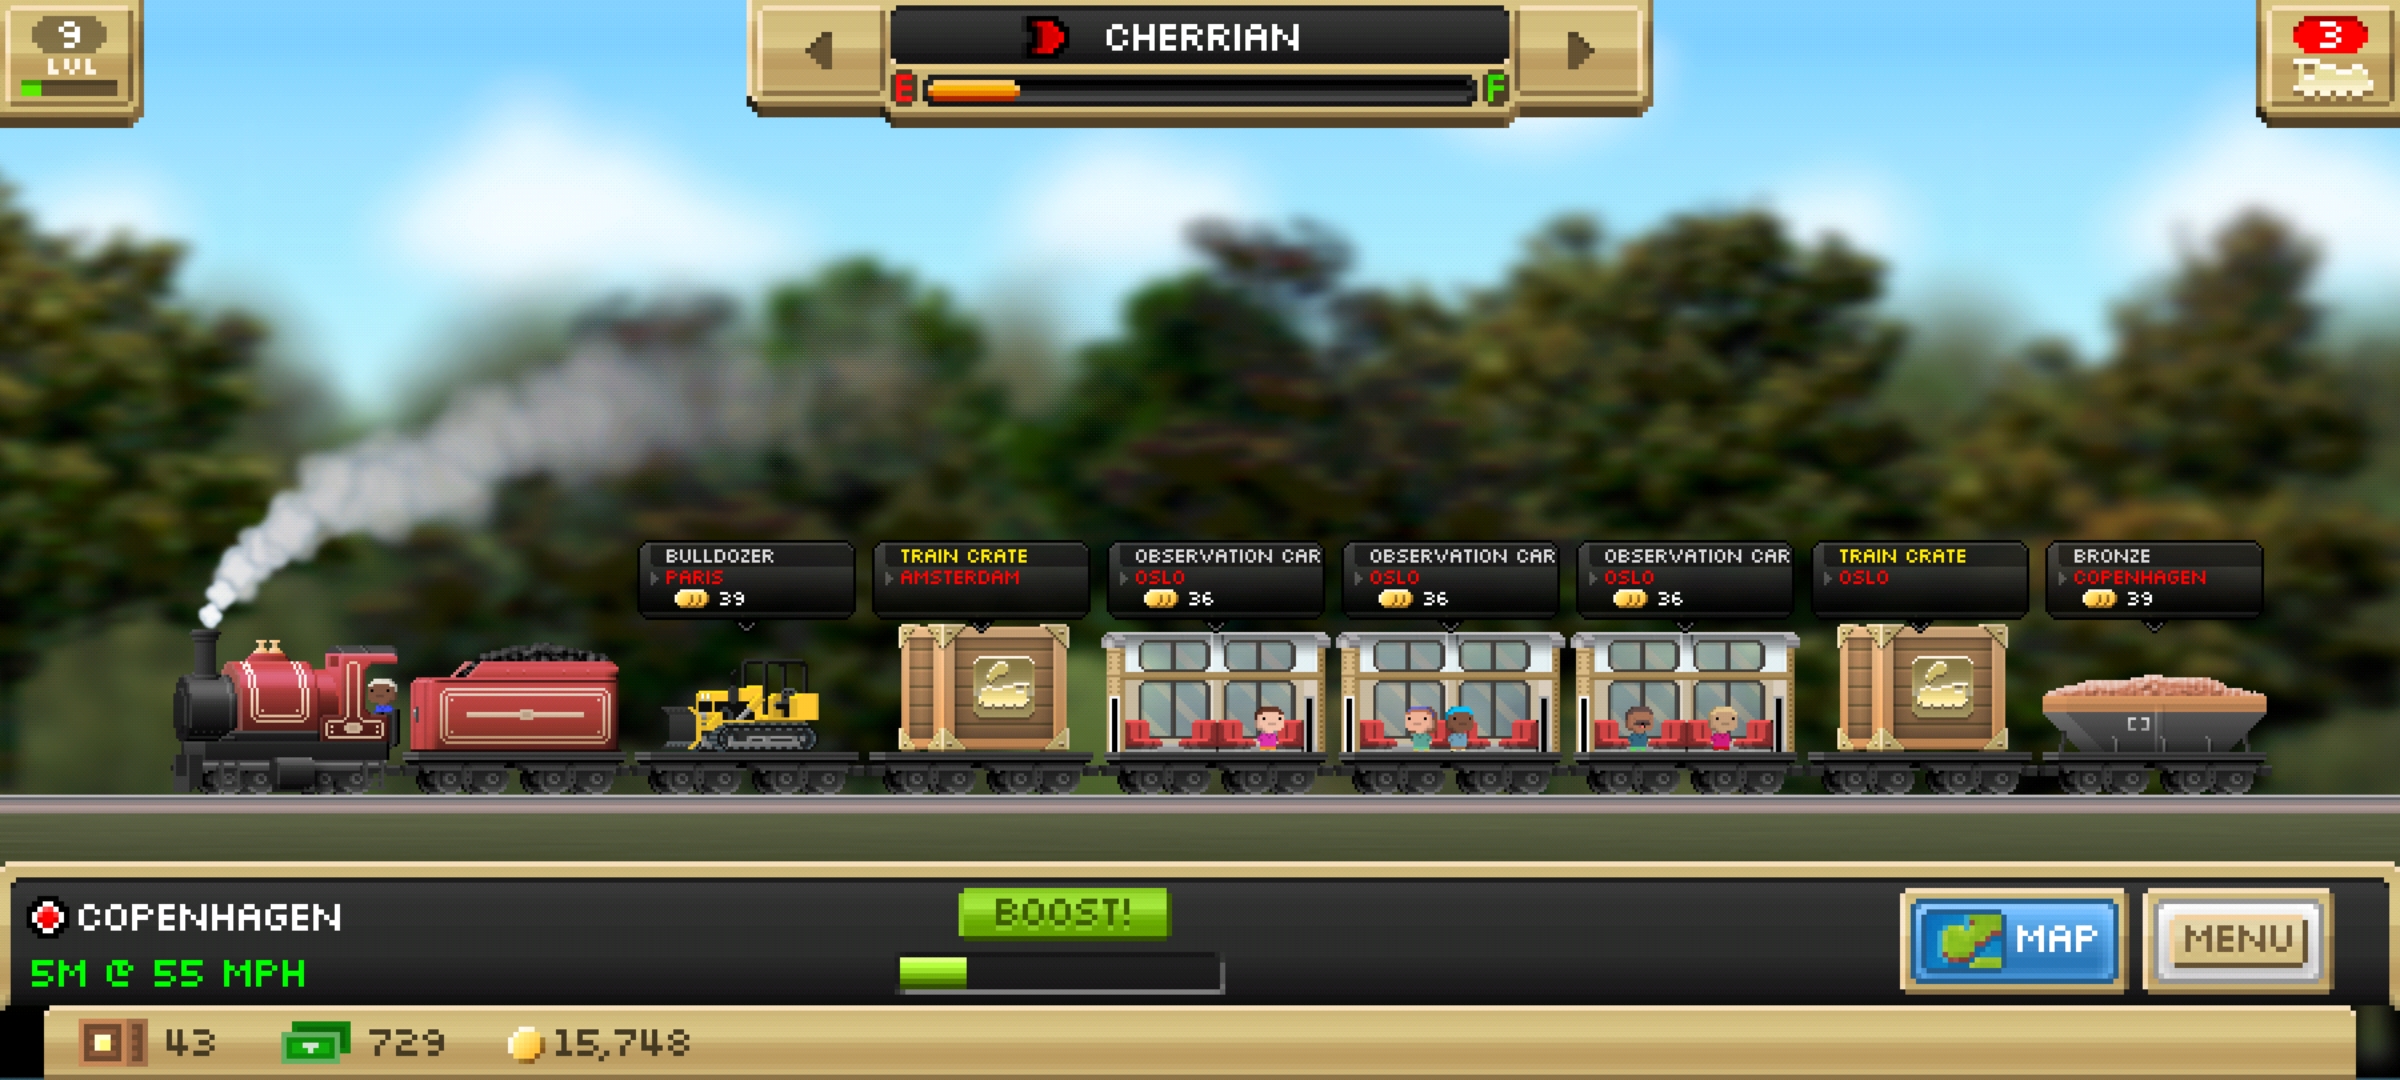 9
LVL
CHERRIAN
E F
3
BULLDOZER
PARIS
39
TRAIN CRATE
AMSTERDAM
OBSERVATION CAR
OSLO
36
OBSERVATION CAR
OSLO
36
OBSERVATION CAR
OSLO
36
TRAIN CRATE
OSLO
BRONZE
COPENHAGEN
39
COPENHAGEN
5M @ 55 MPH
BOOST!
MAP
MENU
43 729 15,748